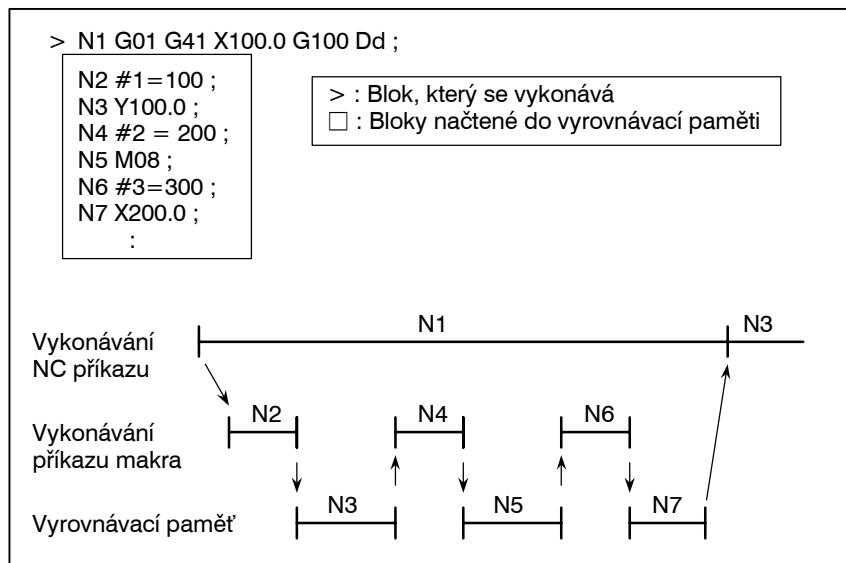 > N1 G01 G41 X100.0 G100 Dd ;
N2 #1=100 ;
N3 Y100.0 ;
N4 #2 = 200 ;
N5 M08 ;
N6 #3=300 ;
N7 X200.0 ;
:
> : Blok, který se vykonává
□ : Bloky načtené do vyrovnávací paměti
N1 N3
Vykonávání
NC příkazu
N2 N4 N6
Vykonávání
příkazu makra
N3 N5 N7
Vyrovnávací paměť